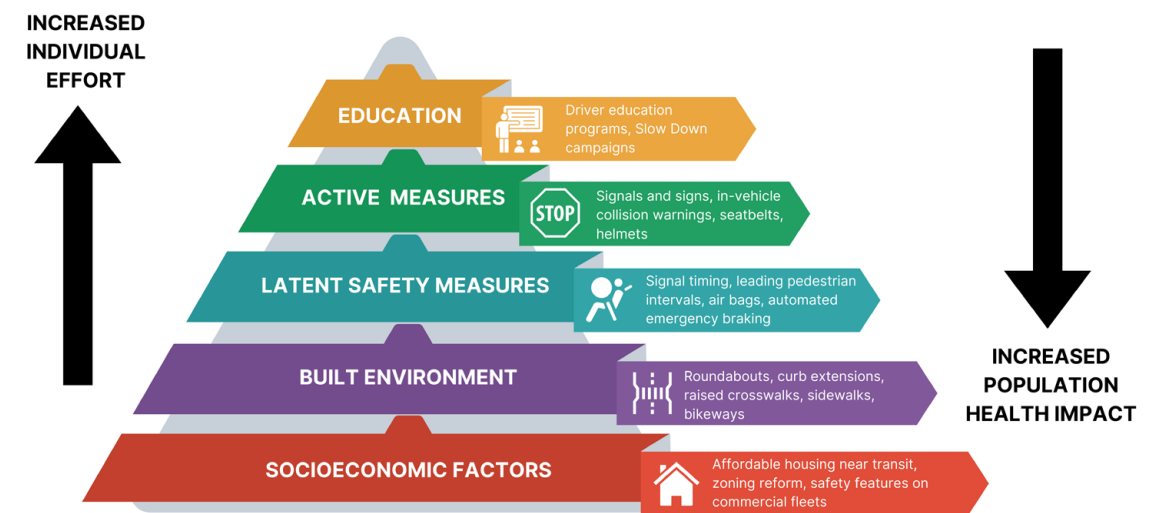 INCREASED
INDIVIDUAL
EFFORT
EDUCATION
Driver education
programs, Slow Down
campaigns
ACTIVE MEASURES
STOP
Signals and signs, in-vehicle
collision warnings, seatbelts,
helmets
LATENT SAFETY MEASURES
Signal timing, leading pedestrian
intervals, air bags, automated
emergency braking
BUILT ENVIRONMENT
Roundabouts, curb extensions,
raised crosswalks, sidewalks,
bikeways
SOCIOECONOMIC FACTORS
Affordable housing near transit,
zoning reform, safety features on
commercial fleets
INCREASED
POPULATION
HEALTH IMPACT